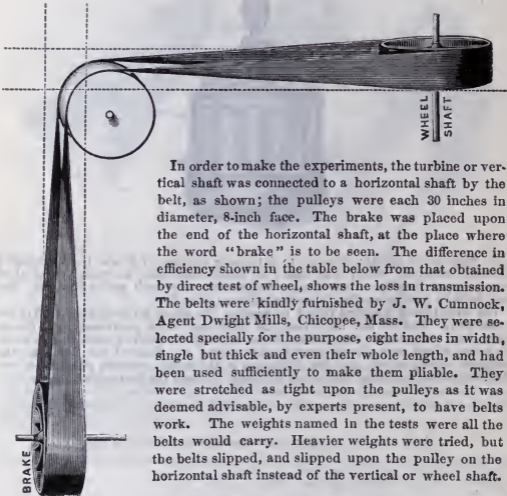 WHEEL
SHAFT
In order to make the experiments, the turbine or ver-
tical shaft was connected to a horizontal shaft by the
belt, as shown; the pulleys were each 30 inches in
diameter, 8-inch face. The brake was placed upon
the end of the horizontal shaft, at the place where
the word "brake" is to be seen. The difference in
efficiency shown in the table below from that obtained
by direct test of wheel, shows the loss in transmission.
The belts were kindly furnished by J. W. Cumnock,
Agent Dwight Mills, Chicopee, Mass. They were se-
lected specially for the purpose, eight inches in width,
single but thick and even their whole length, and had
been used sufficiently to make them pliable. They
were stretched as tight upon the pulleys as it was
deemed advisable, by experts present, to have belts
work. The weights named in the tests were all the
belts would carry. Heavier weights were tried, but
the belts slipped, and slipped upon the pulley on the
horizontal shaft instead of the vertical or wheel shaft.
BRAKE